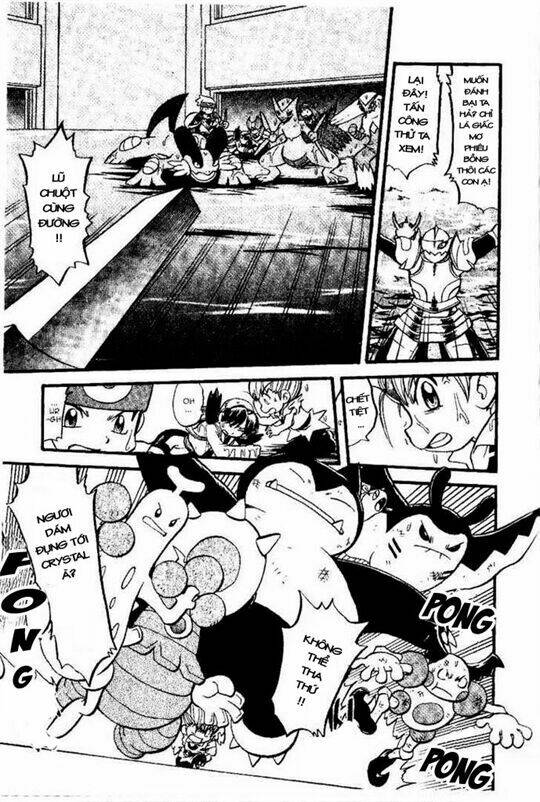 MUỐN
ĐÁNH
BẠI TA
HẢ? CHỈ
LÀ GIẤC
MƠ
PHIÊU
BỒNG
THÔI CÁC
CON Ạ!
LẠI
ĐÂY!
TẤN
CÔNG
THỬ TA
XEM!
LŨ
CHUỘT
CÙNG
ĐƯỜNG
!!
CHẾT
TIỆT
...
OH
...
... UR
-GH
NGƯƠI
DÁM
ĐỤNG TỚI
CRYSTAL
À?
KHÔNG
THỂ
THA
THỨ
!!
PONG
PONG
PONG